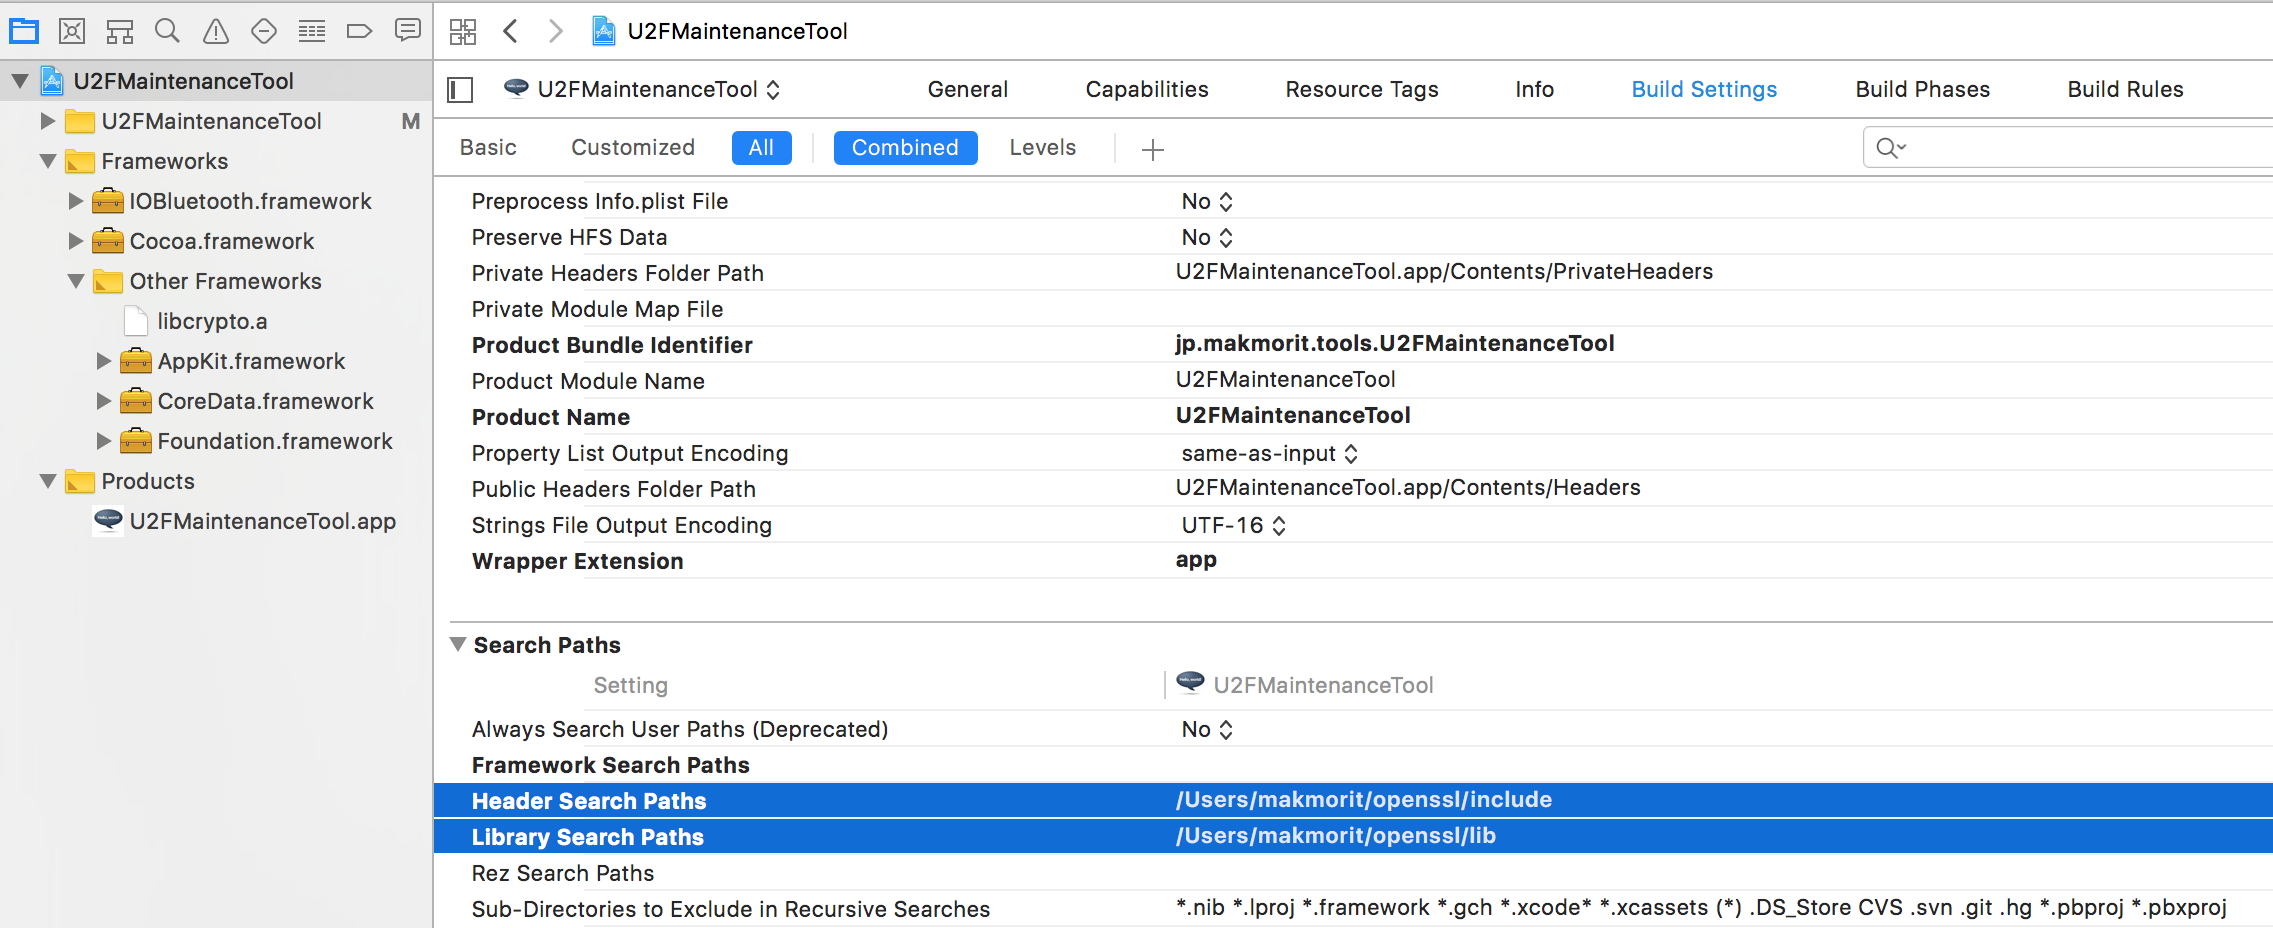 U2FMaintenanceTool
U2FMaintenanceTool
U2FMaintenanceTool M
Frameworks
IOBluetooth.framework
Cocoa.framework
Other Frameworks
libcrypto.a
AppKit.framework
CoreData.framework
Foundation.framework
Products
U2FMaintenanceTool.app
U2FMaintenanceTool General Capabilities Resource Tags Info Build Settings Build Phases Build Rules
Basic Customized All Combined Levels
Preprocess Info.plist File No
Preserve HFS Data No
Private Headers Folder Path U2FMaintenanceTool.app/Contents/PrivateHeaders
Private Module Map File
Product Bundle Identifier jp.makmorit.tools.U2FMaintenanceTool
Product Module Name U2FMaintenanceTool
Product Name U2FMaintenanceTool
Property List Output Encoding same-as-input
Public Headers Folder Path U2FMaintenanceTool.app/Contents/Headers
Strings File Output Encoding UTF-16
Wrapper Extension app
Search Paths
Setting U2FMaintenanceTool
Always Search User Paths (Deprecated) No
Framework Search Paths
Header Search Paths /Users/makmorit/openssl/include
Library Search Paths /Users/makmorit/openssl/lib
Rez Search Paths
Sub-Directories to Exclude in Recursive Searches *.nib *.lproj *.framework *.gch *.xcode* *.xcassets (*) .DS_Store CVS .svn .git .hg *.pbproj *.pbxproj